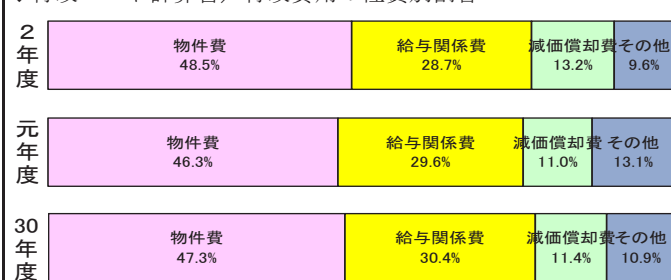 2年度
物件費 給与関係費 減価償却費 その他
48.5% 28.7% 13.2% 9.6%
元年度
物件費 給与関係費 減価償却費 その他
46.3% 29.6% 11.0% 13.1%
30年度
物件費 給与関係費 減価償却費 その他
47.3% 30.4% 11.4% 10.9%